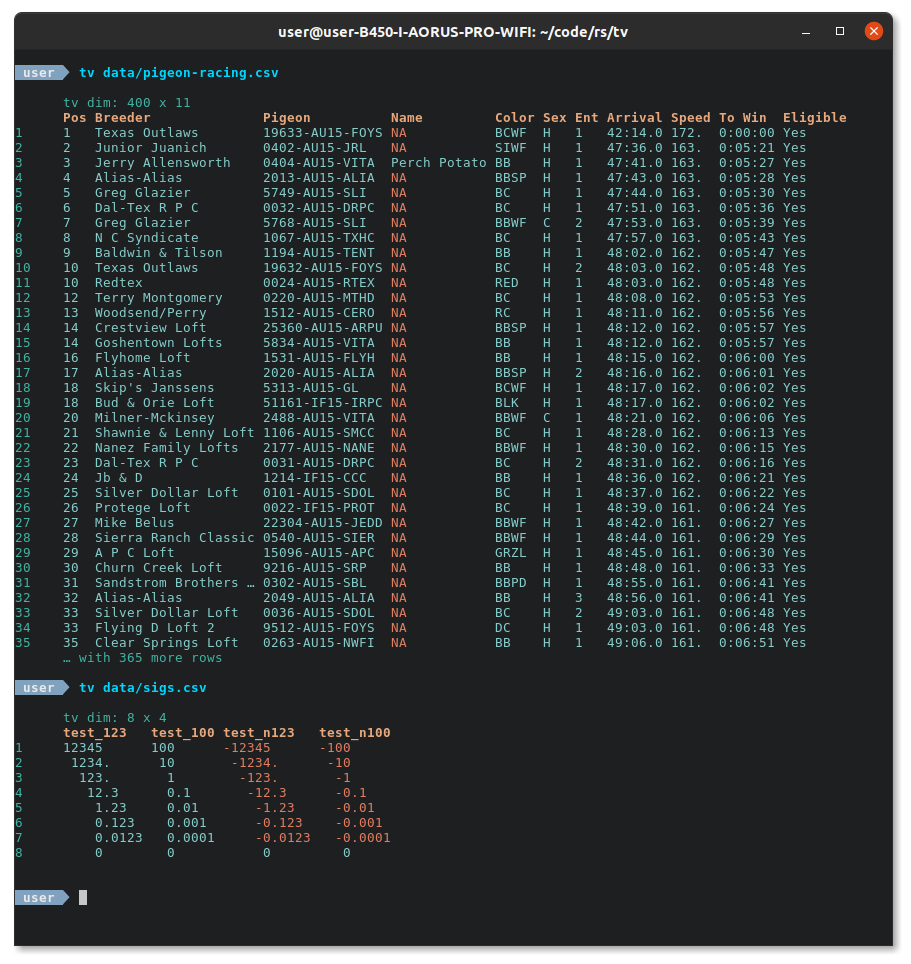 user@user-B450-I-AORUS-PRO-WIFI: ~/code/rs/tv
user tv data/pigeon-racing.csv
tv dim: 400 x 11
Pos Breeder Pigeon Name Color Sex Ent Arrival Speed To Win Eligible
1 1 Texas Outlaws 19633-AU15-FOYS NA BCWF H 1 42:14.0 172. 0:00:00 Yes
2 2 Junior Juanich 0402-AU15-JRL NA SIWF H 1 47:36.0 163. 0:05:21 Yes
3 3 Jerry Allensworth 0404-AU15-VITA Perch Potato BB H 1 47:41.0 163. 0:05:27 Yes
4 4 Alias-Alias 2013-AU15-ALIA NA BBSP H 1 47:43.0 163. 0:05:28 Yes
5 5 Greg Glazier 5749-AU15-SLI NA BC H 1 47:44.0 163. 0:05:30 Yes
6 6 Dal-Tex R P C 0032-AU15-DRPC NA BC H 1 47:51.0 163. 0:05:36 Yes
7 7 Greg Glazier 5768-AU15-SLI NA BBWF C 2 47:53.0 163. 0:05:39 Yes
8 8 N C Syndicate 1067-AU15-TXHC NA BC H 1 47:57.0 163. 0:05:43 Yes
9 9 Baldwin & Tilson 1194-AU15-TENT NA BB H 1 48:02.0 162. 0:05:47 Yes
10 10 Texas Outlaws 19632-AU15-FOYS NA BC H 2 48:03.0 162. 0:05:48 Yes
11 10 Redtex 0024-AU15-RTEX NA RED H 1 48:03.0 162. 0:05:48 Yes
12 12 Terry Montgomery 0220-AU15-MTHD NA BC H 1 48:08.0 162. 0:05:53 Yes
13 13 Woodsend/Perry 1512-AU15-CERO NA RC H 1 48:11.0 162. 0:05:56 Yes
14 14 Crestview Loft 25360-AU15-ARPU NA BBSP H 1 48:12.0 162. 0:05:57 Yes
15 14 Goshentown Lofts 5834-AU15-VITA NA BB H 1 48:12.0 162. 0:05:57 Yes
16 16 Flyhome Loft 1531-AU15-FLYH NA BB H 1 48:15.0 162. 0:06:00 Yes
17 17 Alias-Alias 2020-AU15-ALIA NA BBSP H 2 48:16.0 162. 0:06:01 Yes
18 18 Skip's Janssens 5313-AU15-GL NA BCWF H 1 48:17.0 162. 0:06:02 Yes
19 18 Bud & Orie Loft 51161-IF15-IRPC NA BLK H 1 48:17.0 162. 0:06:02 Yes
20 20 Milner-Mckinsey 2488-AU15-VITA NA BBWF C 1 48:21.0 162. 0:06:06 Yes
21 21 Shawnie & Lenny Loft 1106-AU15-SMCC NA BC H 1 48:28.0 162. 0:06:13 Yes
22 22 Nanez Family Lofts 2177-AU15-NANE NA BBWF H 1 48:30.0 162. 0:06:15 Yes
23 23 Dal-Tex R P C 0031-AU15-DRPC NA BC H 2 48:31.0 162. 0:06:16 Yes
24 24 Jb & D 1214-IF15-CCC NA BB H 1 48:36.0 162. 0:06:21 Yes
25 25 Silver Dollar Loft 0101-AU15-SDOL NA BC H 1 48:37.0 162. 0:06:22 Yes
26 26 Protege Loft 0022-IF15-PROT NA BC H 1 48:39.0 161. 0:06:24 Yes
27 27 Mike Belus 22304-AU15-JEDD NA BBWF H 1 48:42.0 161. 0:06:27 Yes
28 28 Sierra Ranch Classic 0540-AU15-SIER NA BBWF H 1 48:44.0 161. 0:06:29 Yes
29 29 A P C Loft 15096-AU15-APC NA GRZL H 1 48:45.0 161. 0:06:30 Yes
30 30 Churn Creek Loft 9216-AU15-SRP NA BB H 1 48:48.0 161. 0:06:33 Yes
31 31 Sandstrom Brothers … 0302-AU15-SBL NA BBPD H 1 48:55.0 161. 0:06:41 Yes
32 32 Alias-Alias 2049-AU15-ALIA NA BB H 3 48:56.0 161. 0:06:41 Yes
33 33 Silver Dollar Loft 0036-AU15-SDOL NA BC H 2 49:03.0 161. 0:06:48 Yes
34 33 Flying D Loft 2 9512-AU15-FOYS NA DC H 1 49:03.0 161. 0:06:48 Yes
35 35 Clear Springs Loft 0263-AU15-NWFI NA BB H 1 49:06.0 161. 0:06:51 Yes
… with 365 more rows
user tv data/sigs.csv
tv dim: 8 x 4
test_123 test_100 test_n123 test_n100
1 12345 100 -12345 -100
2 1234. 10 -1234. -10
3 123. 1 -123. -1
4 12.3 0.1 -12.3 -0.1
5 1.23 0.01 -1.23 -0.01
6 0.123 0.001 -0.123 -0.001
7 0.0123 0.0001 -0.0123 -0.0001
8 0 0 0 0
user